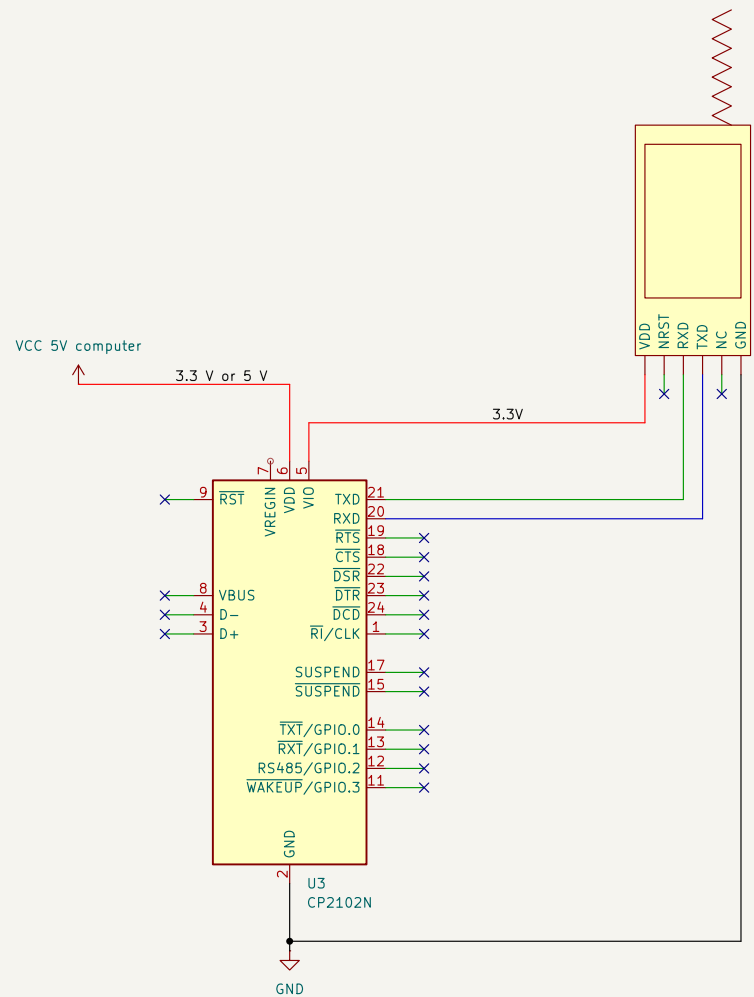 VDD
NRST
RXD
TXD
NC
GND
VCC 5V computer
3.3 V or 5 V
3.3V
7
6
5
9
RST
VREGIN
VDD
VIO
TXD
21
RXD
20
RTS
19
CTS
18
DSR
22
8
VBUS
DTR
23
4
D-
DCD
24
3
D+
RI/CLK
1
SUSPEND
17
SUSPEND
15
TXT/GPIO.0
14
RXT/GPIO.1
13
RS485/GPIO.2
12
WAKEUP/GPIO.3
11
GND
2
U3
CP2102N
GND